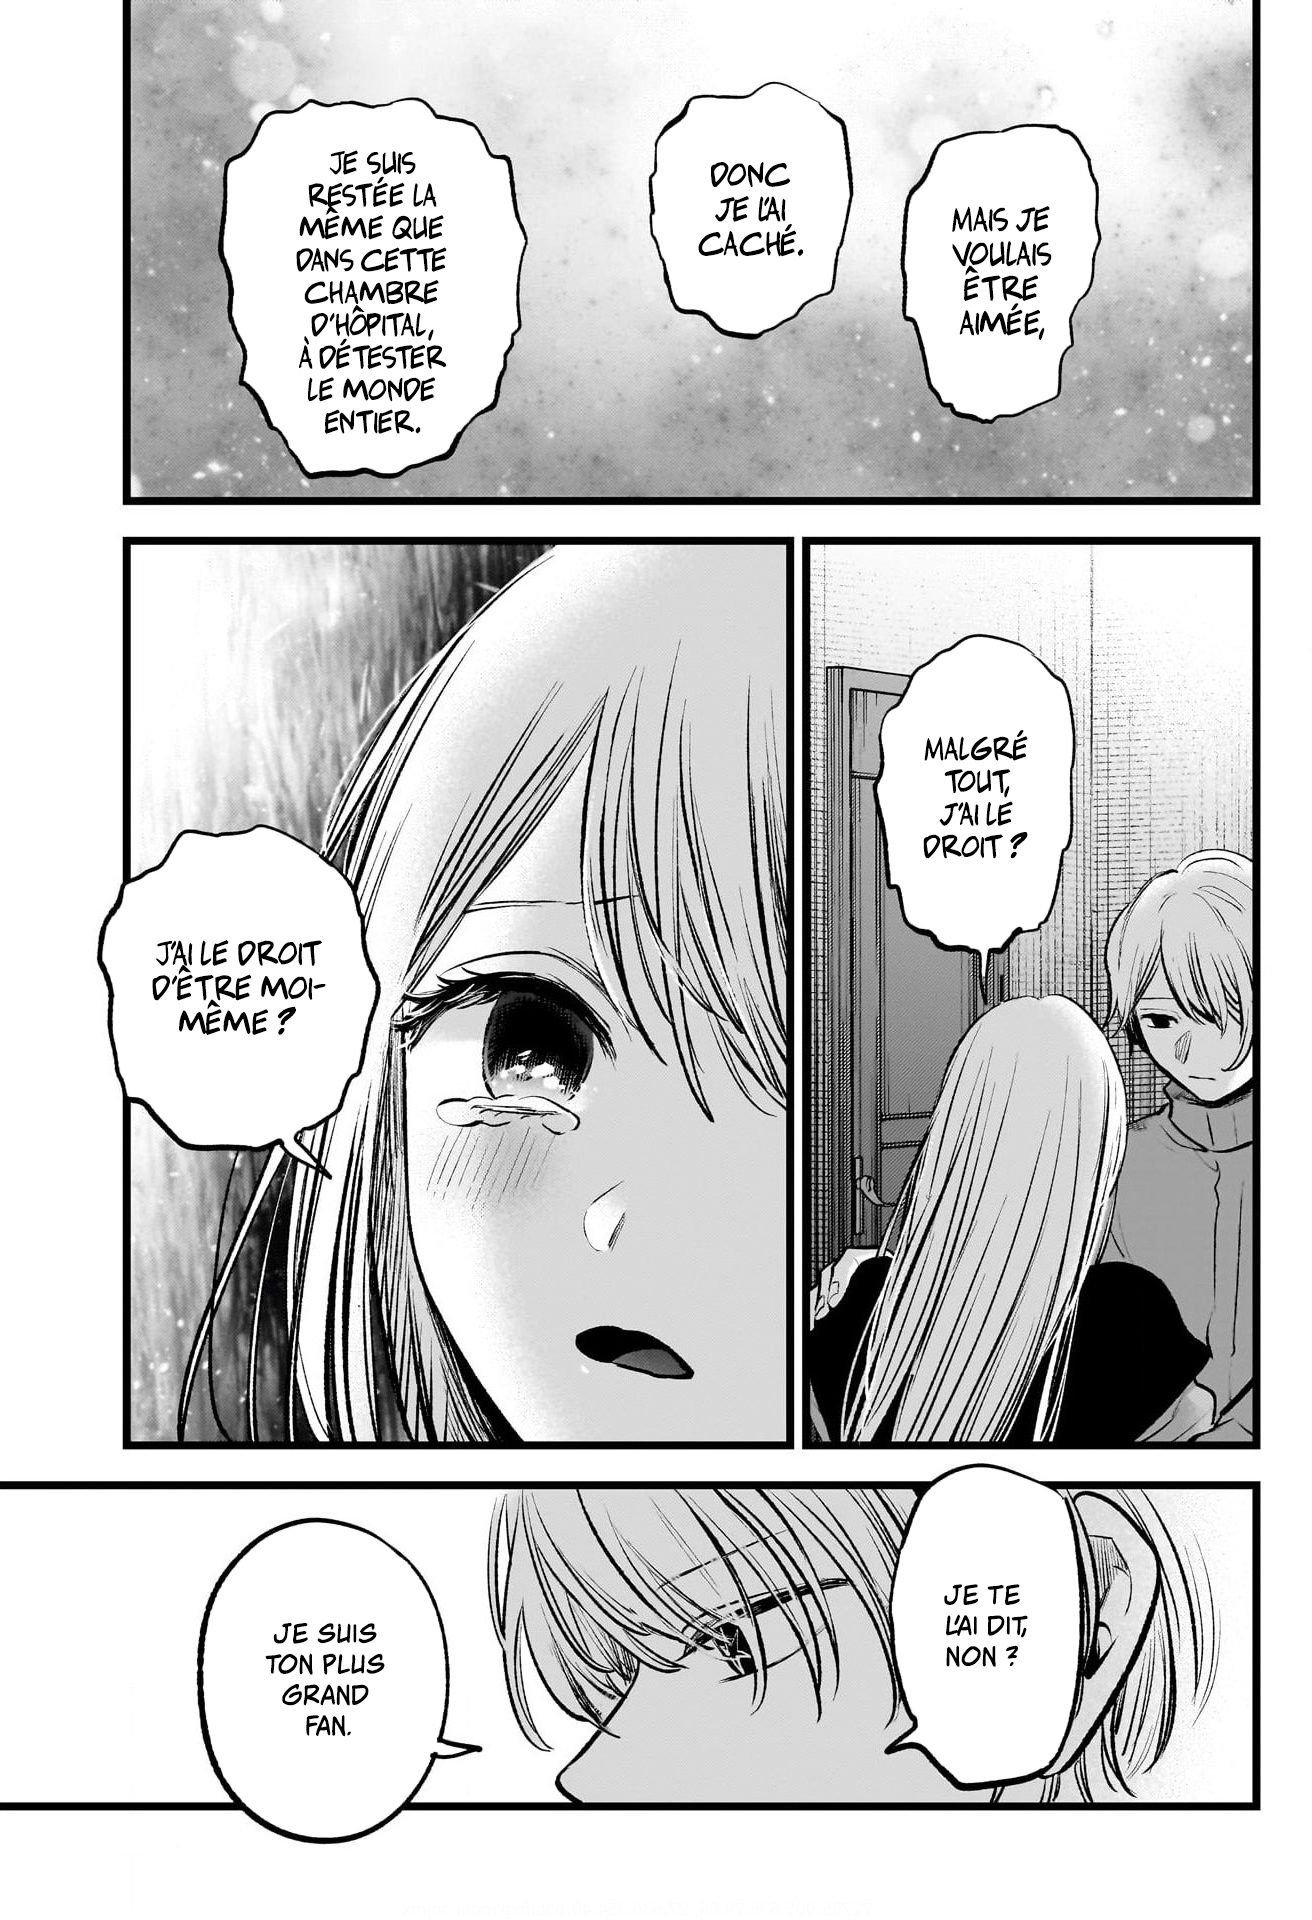 MAIS JE
VOULAIS
ÊTRE
AIMÉE,
DONC
JE L'AI
CACHÉ.
JE SUIS
RESTÉE LA
MÊME QUE
DANS CETTE
CHAMBRE
D'HÔPITAL,
À DÉTESTER
LE MONDE
ENTIER.
MALGRÉ
TOUT,
J'AI LE
DROIT ?
J'AI LE DROIT
D'ÊTRE MOI-
MÊME ?
JE TE
L'AI DIT,
NON ?
JE SUIS
TON PLUS
GRAND
FAN.